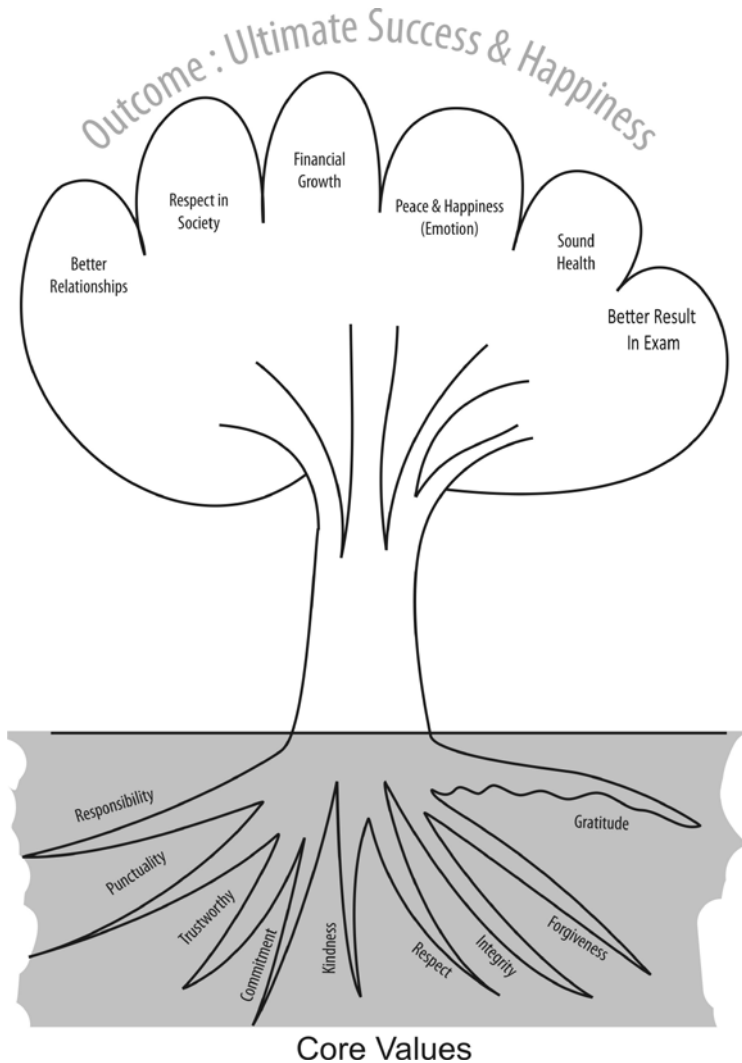 Outcome : Ultimate Success & Happiness
Financial
Growth
Respect in
Society
Peace & Happiness
(Emotion)
Better
Relationships
Sound
Health
Better Result
In Exam
Responsibility
Punctuality
Trustworthy
Commitment
Kindness
Respect
Integrity
Forgiveness
Gratitude
Core Values